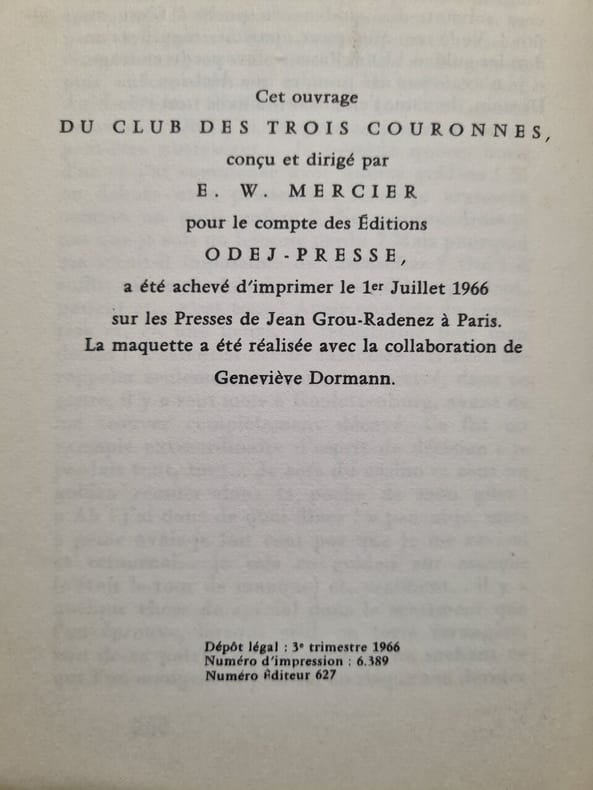 Cet ouvrage
DU CLUB DES TROIS COURONNES,
conçu et dirigé par
E. W. MERCIER
pour le compte des Éditions
ODEJ-PRESSE,
a été achevé d'imprimer le 1er Juillet 1966
sur les Presses de Jean Grou-Radenez à Paris.
La maquette a été réalisée avec la collaboration de
Geneviève Dormann.
Dépôt légal : 3e trimestre 1966
Numéro d'impression : 6.389
Numéro Éditeur 627